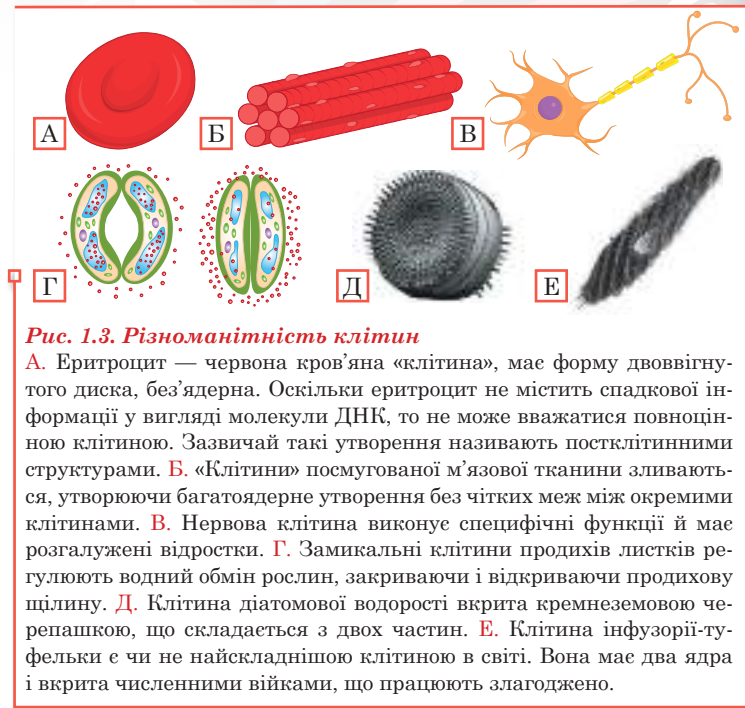 А
Б
В
Г
Д
Е
Рис. 1.3. Різноманітність клітин
А. Еритроцит — червона кров'яна «клітина», має форму двоввігну-
того диска, без'ядерна. Оскільки еритроцит не містить спадкової ін-
формації у вигляді молекули ДНК, то не може вважатися повноцін-
ною клітиною. Зазвичай такі утворення називають постклітинними
структурами. Б. «Клітини» посмугованої м'язової тканини зливають-
ся, утворюючи багатоядерне утворення без чітких меж між окремими
клітинами. В. Нервова клітина виконує специфічні функції й має
розгалужені відростки. Г. Замикальні клітини продихів листків ре-
гулюють водний обмін рослин, закриваючи і відкриваючи продихову
щілину. Д. Клітина діатомової водорості вкрита кремнеземовою че-
репашкою, що складається з двох частин. Е. Клітина інфузорії-ту-
фельки є чи не найскладнішою клітиною в світі. Вона має два ядра
і вкрита численними війками, що працюють злагоджено.